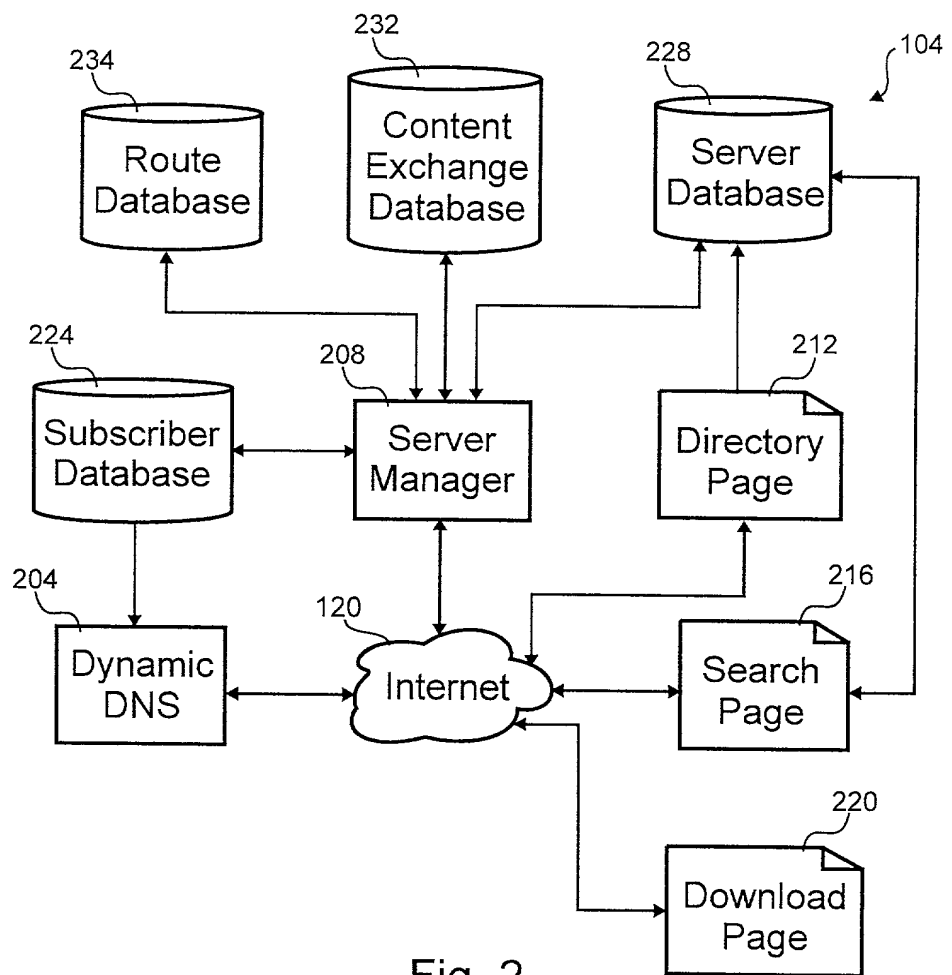 232
104
234
228
Content
Exchange
Database
Server
Database
Route
Database
224
208
212
Subscriber
Database
Server
Manager
Directory
Page
204
120
216
Dynamic
DNS
Internet
Search
Page
220
Download
Page
Fig. 2